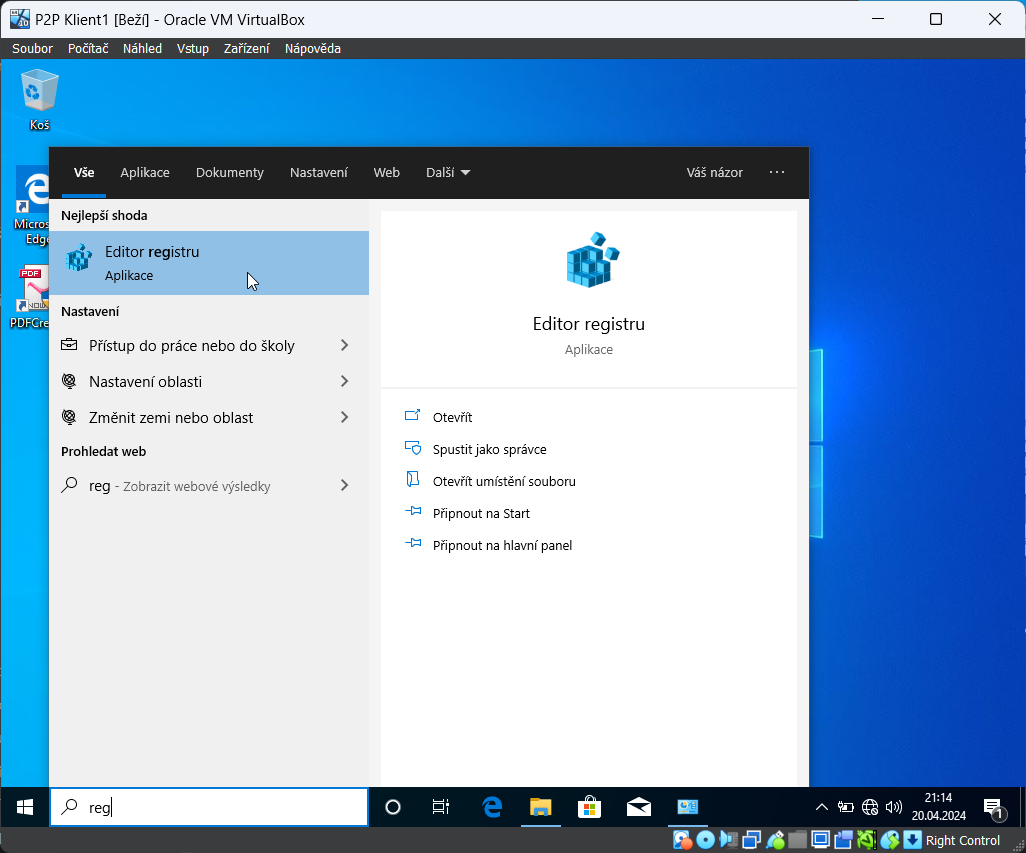 P2P Klient1 [Beží] - Oracle VM VirtualBox
Soubor Počítač Náhled Vstup Zařízení Nápověda
Koš
Vše Aplikace Dokumenty Nastavení Web Další Váš názor ...
Micros
Edge
PDF
NOW
PDFCre
Nejlepší shoda
Editor registru
Aplikace
Nastavení
Přístup do práce nebo do školy
Nastavení oblasti
Změnit zemi nebo oblast
Prohledat web
reg - Zobrazit webové výsledky
Editor registru
Aplikace
Otevřít
Spustit jako správce
Otevřít umístění souboru
Připnout na Start
Připnout na hlavní panel
reg
21:14
20.04.2024
1
Right Control